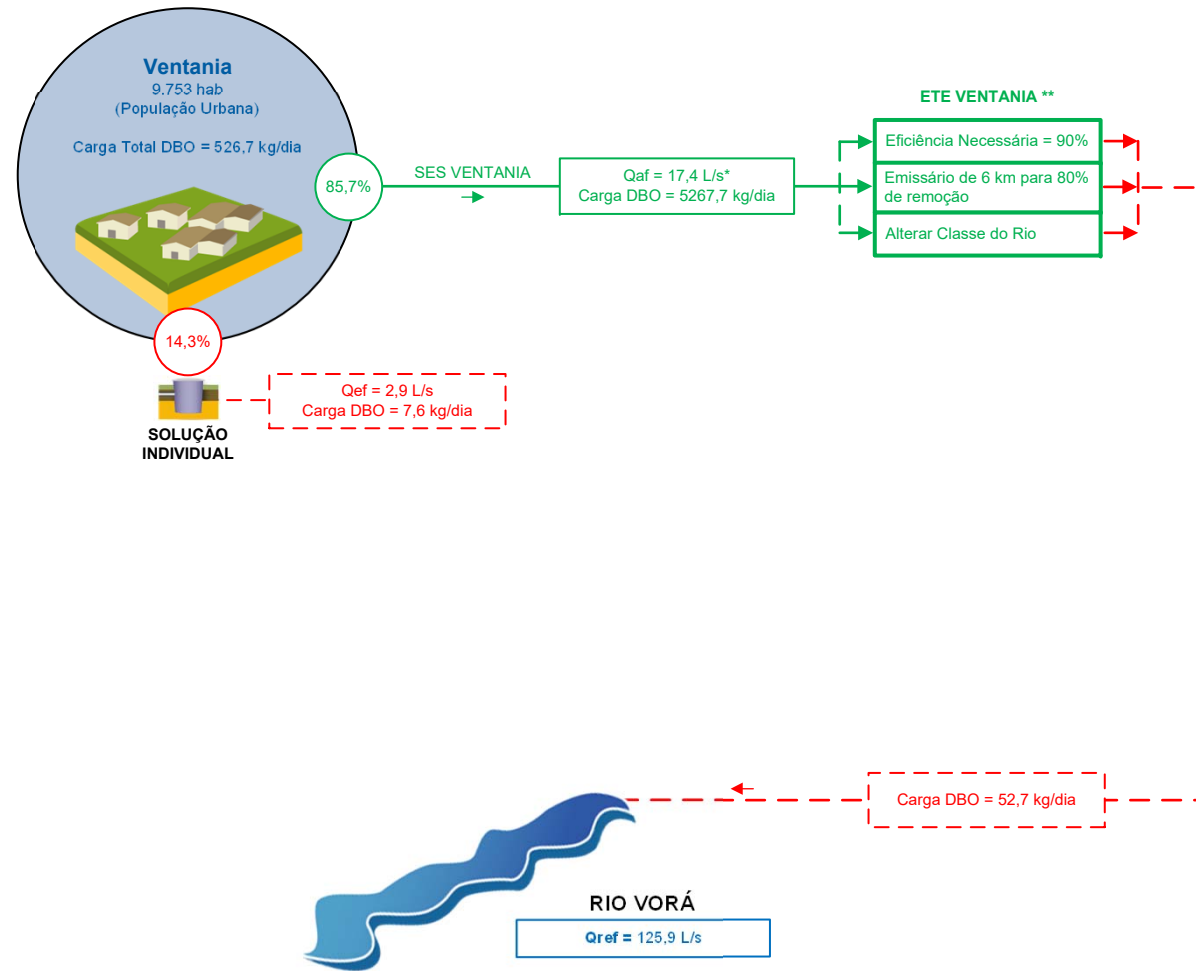 Ventania
9.753 hab
(População Urbana)
Carga Total DBO = 526,7 kg/dia
85,7%
SES VENTANIA
Qaf = 17,4 L/s*
Carga DBO = 5267,7 kg/dia
ETE VENTANIA **
Eficiência Necessária = 90%
Emissário de 6 km para 80%
de remoção
Alterar Classe do Rio
14,3%
SOLUÇÃO
INDIVIDUAL
Qef = 2,9 L/s
Carga DBO = 7,6 kg/dia
Carga DBO = 52,7 kg/dia
RIO VORÁ
Qref = 125,9 L/s